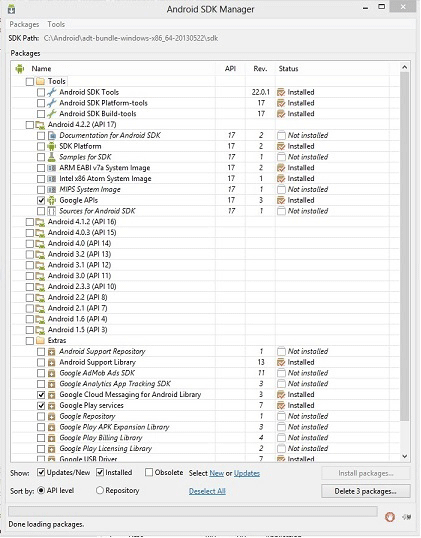 Android SDK Manager
Packages Tools
SDK Path: C:\Android\adt-bundle-windows-x86_64-20130522\sdk
Packages
Name API Rev. Status
Tools
Android SDK Tools 22.0.1 Installed
Android SDK Platform-tools 17 Installed
Android SDK Build-tools 17 Installed
Android 4.2.2 (API 17)
Documentation for Android SDK 17 2 Not installed
SDK Platform 17 2 Installed
Samples for SDK 17 1 Not installed
ARM EABI v7a System Image 17 2 Installed
Intel x86 Atom System Image 17 1 Installed
MIPS System Image 17 1 Not installed
Google APIs 17 3 Installed
Sources for Android SDK 17 1 Not installed
Android 4.1.2 (API 16)
Android 4.0.3 (API 15)
Android 4.0 (API 14)
Android 3.2 (API 13)
Android 3.1 (API 12)
Android 3.0 (API 11)
Android 2.3.3 (API 10)
Android 2.2 (API 8)
Android 2.1 (API 7)
Android 1.6 (API 4)
Android 1.5 (API 3)
Extras
Android Support Repository 1 Not installed
Android Support Library 13 Installed
Google AdMob Ads SDK 11 Not installed
Google Analytics App Tracking SDK 3 Not installed
Google Cloud Messaging for Android Library 3 Installed
Google Play services 7 Installed
Google Repository 1 Not installed
Google Play APK Expansion Library 3 Not installed
Google Play Billing Library 4 Not installed
Google Play Licensing Library 2 Not installed
Google USB Driver 7 Installed
Show: Updates/New Installed Obsolete Select New or Updates Install packages...
Sort by: API level Repository Deselect All Delete 3 packages...
Done loading packages.